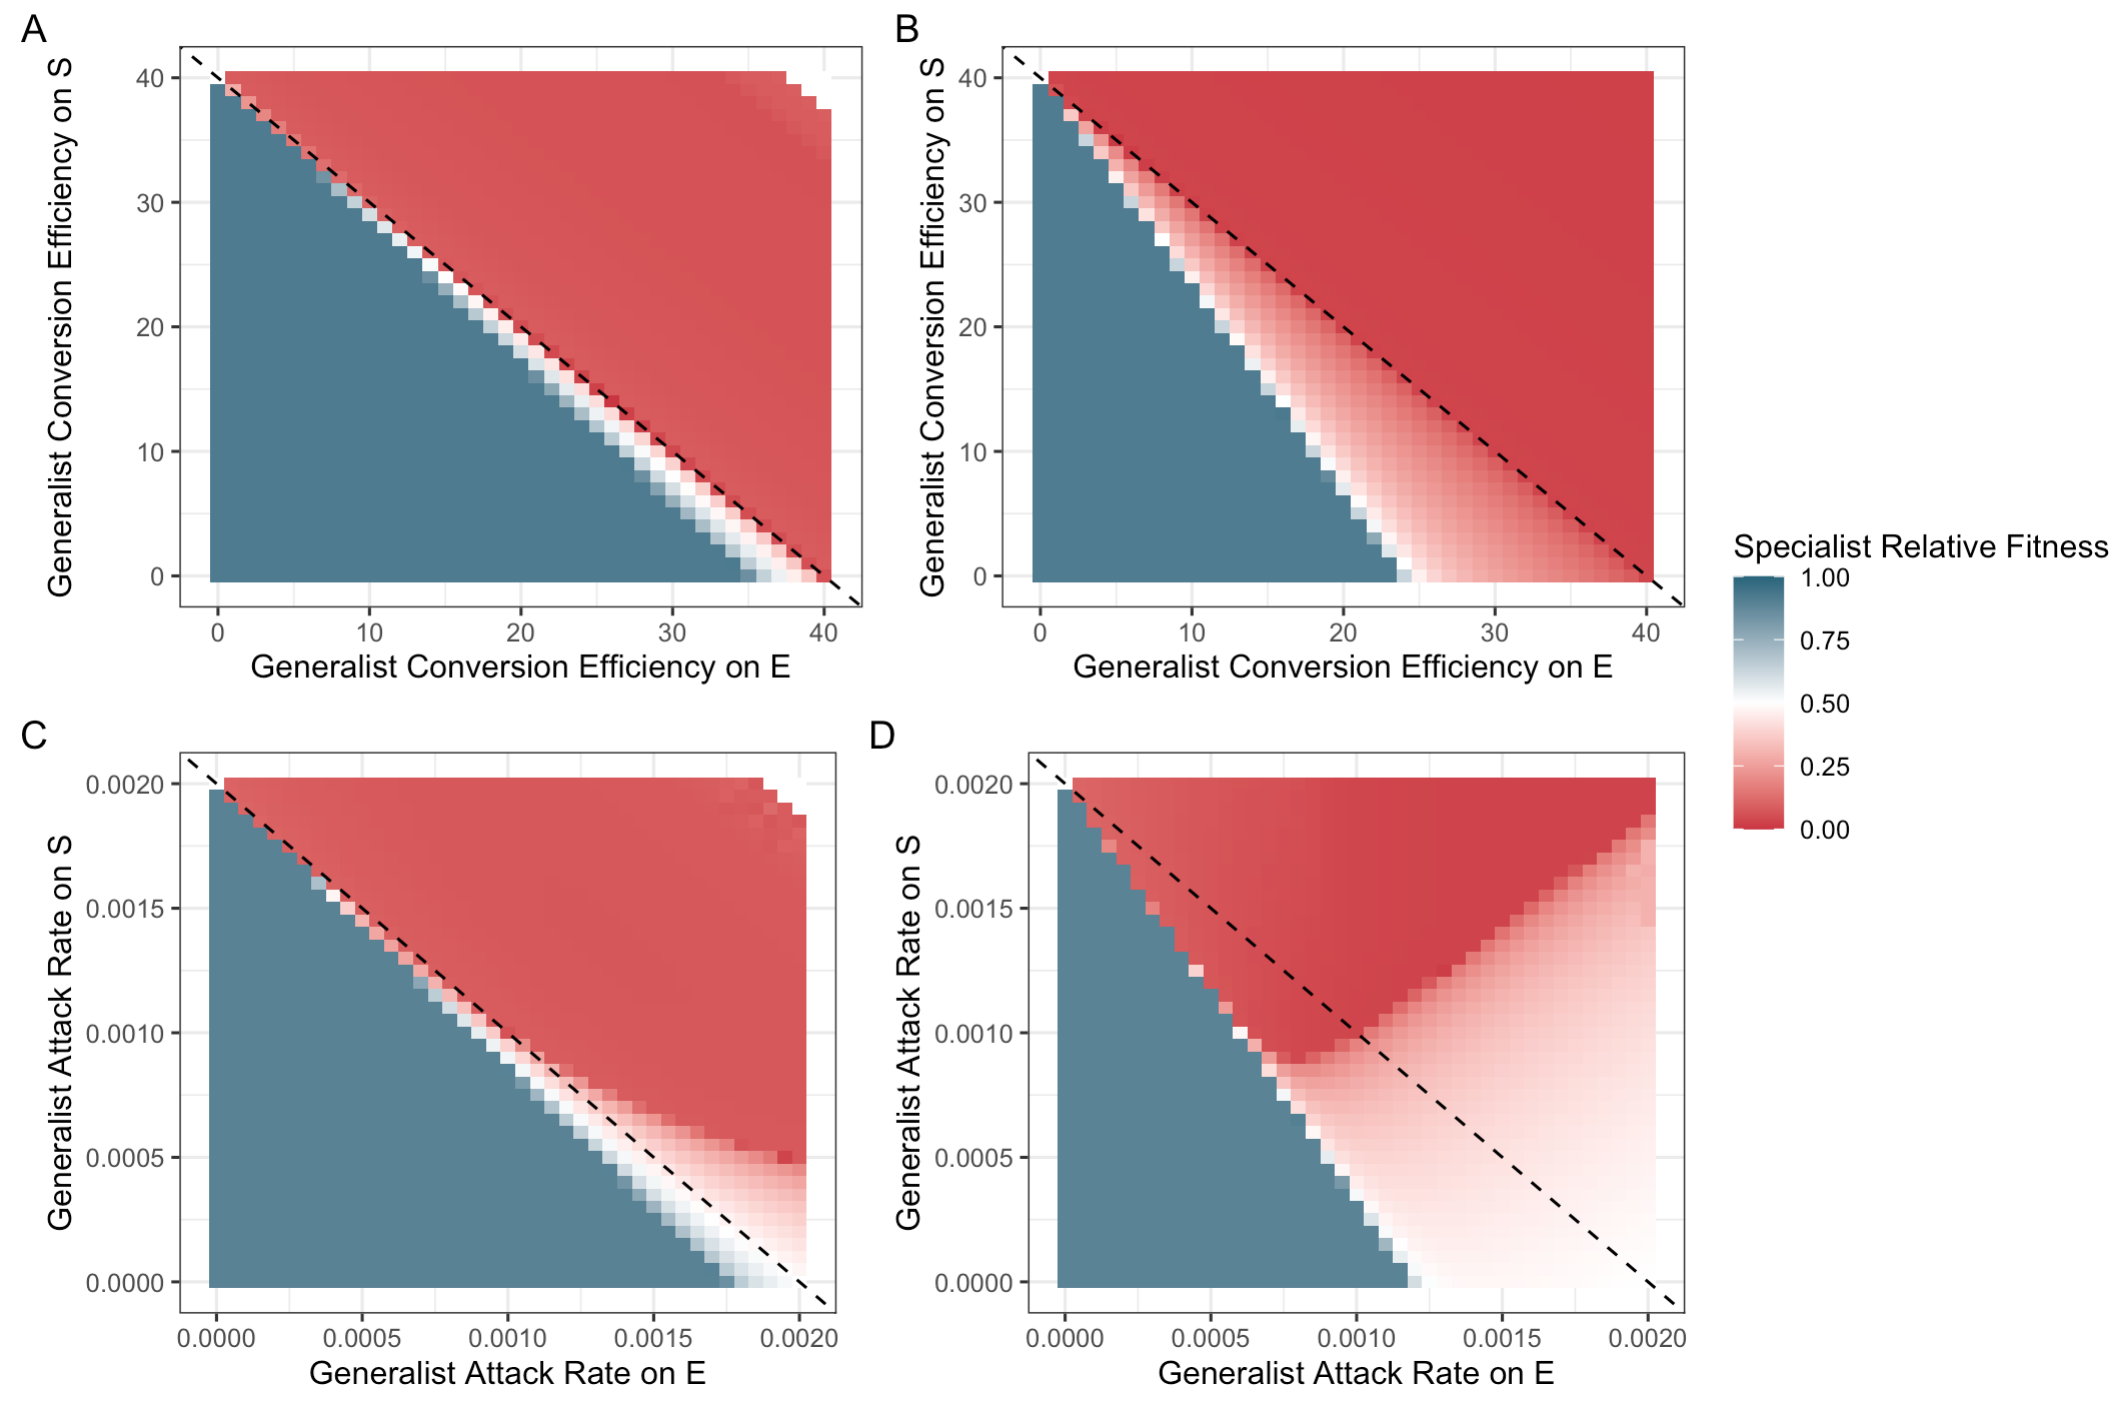 A
Generalist Conversion Efficiency on S
40
30
20
10
0
0 10 20 30 40
Generalist Conversion Efficiency on E
B
Generalist Conversion Efficiency on S
40
30
20
10
0
0 10 20 30 40
Generalist Conversion Efficiency on E
Specialist Relative Fitness
1.00
0.75
0.50
0.25
0.00
C
Generalist Attack Rate on S
0.0020
0.0015
0.0010
0.0005
0.0000
0.0000 0.0005 0.0010 0.0015 0.0020
Generalist Attack Rate on E
D
Generalist Attack Rate on S
0.0020
0.0015
0.0010
0.0005
0.0000
0.0000 0.0005 0.0010 0.0015 0.0020
Generalist Attack Rate on E